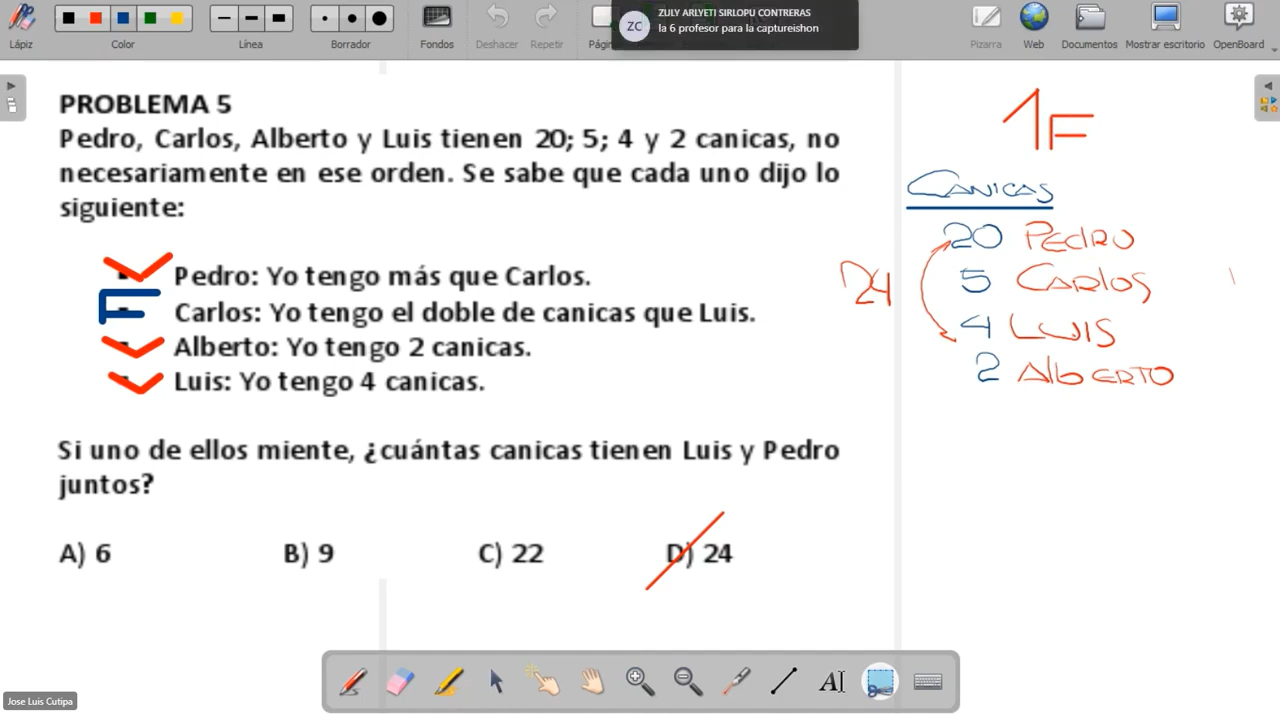 ZULY ARLYETI SIRLOPU CONTRERAS
ZC
la 6 profesor para la captureishon
Lápiz
Color
Línea
Borrador
Fondos
Deshacer
Repetir
Pizarra
Web
Documentos
Mostrar escritorio
OpenBoard
PROBLEMA 5
Pedro, Carlos, Alberto y Luis tienen 20; 5; 4 y 2 canicas, no
necesariamente en ese orden. Se sabe que cada uno dijo lo
siguiente:
Pedro: Yo tengo más que Carlos.
F Carlos: Yo tengo el doble de canicas que Luis.
Alberto: Yo tengo 2 canicas.
Luis: Yo tengo 4 canicas.
Si uno de ellos miente, ¿cuántas canicas tienen Luis y Pedro
juntos?
A) 6 B) 9 C) 22 D) 24
1F
CANICAS
20 PEDRO
24
5 CARLOS
4 LUIS
2 AlbERTO
AI
Jose Luis Cutipa